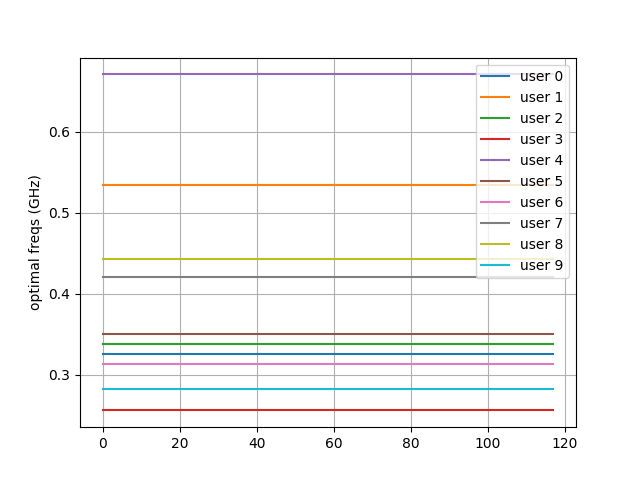 optimal freqs (GHz)
0.6
0.5
0.4
0.3
0 20 40 60 80 100 120
user 0
user 1
user 2
user 3
user 4
user 5
user 6
user 7
user 8
user 9